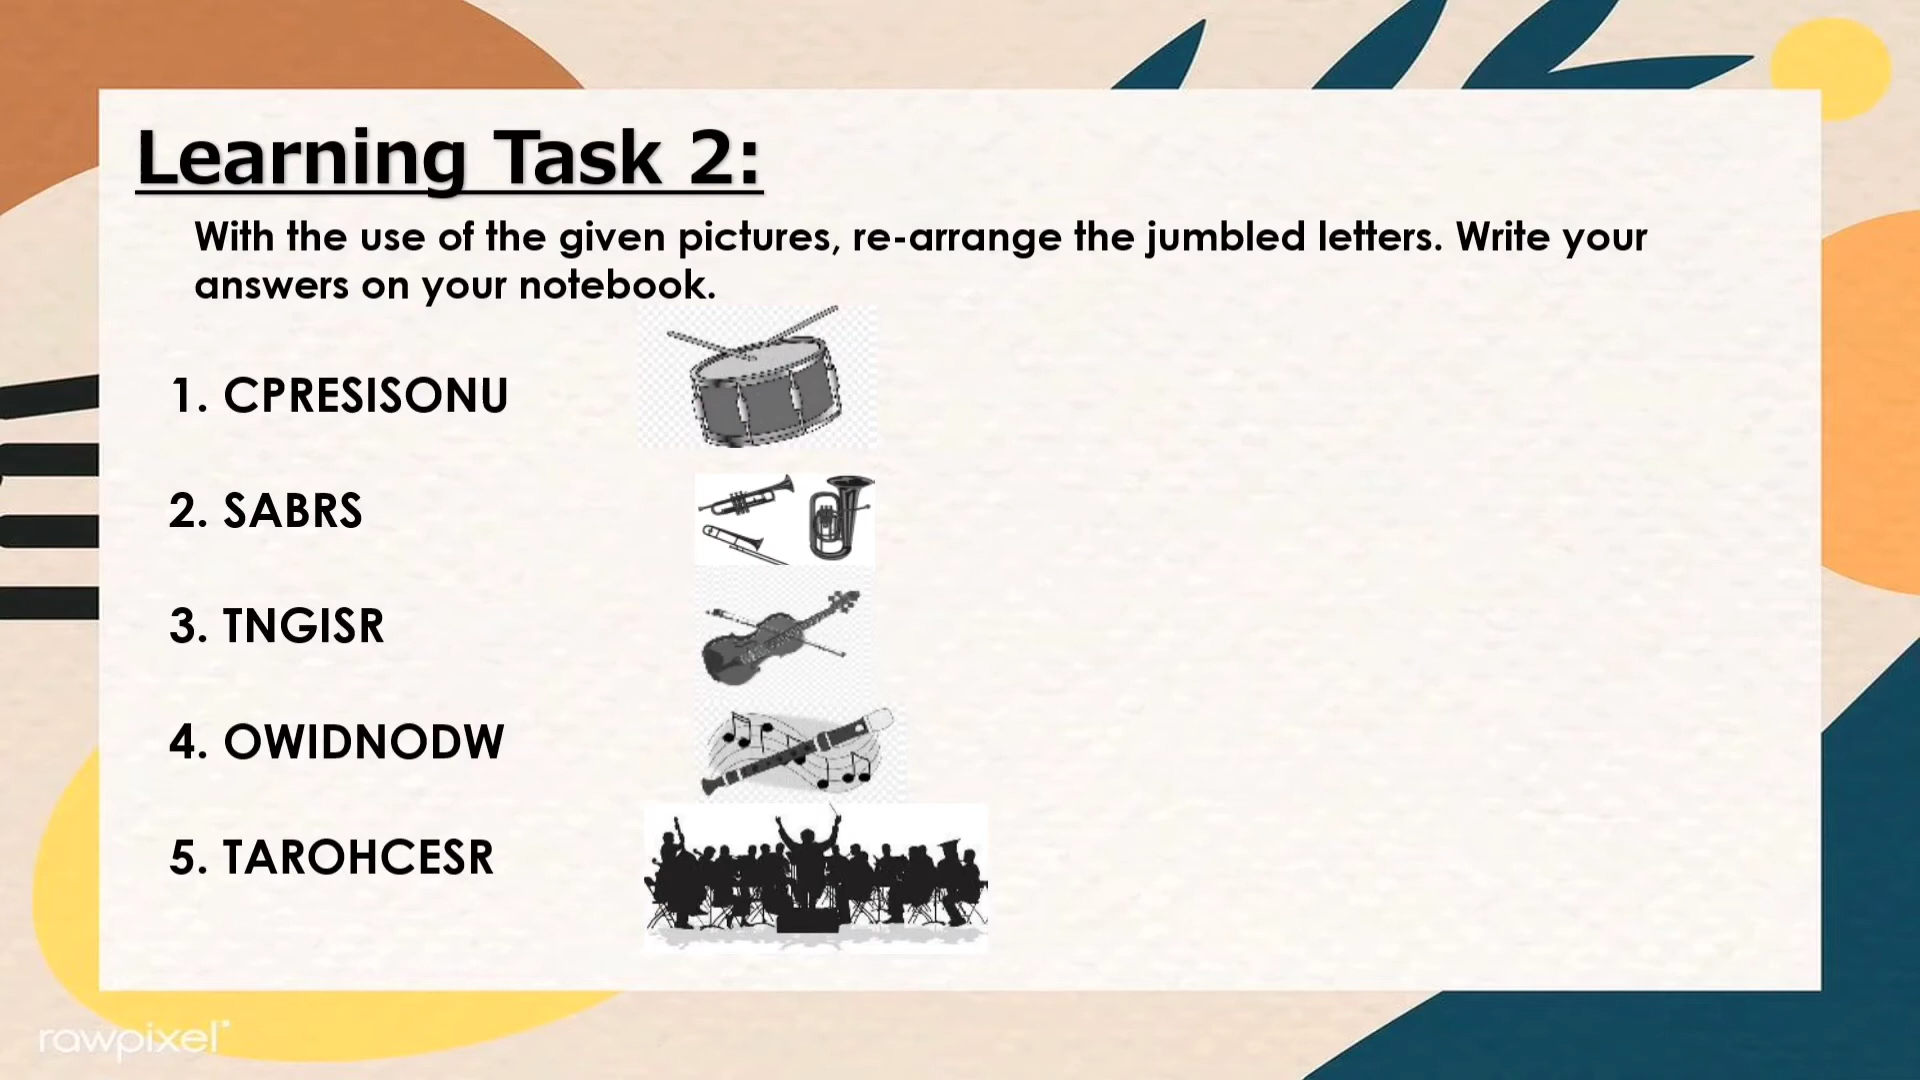 Learning Task 2:
With the use of the given pictures, re-arrange the jumbled letters. Write your
answers on your notebook.
1. CPRESISONU
2. SABRS
3. TNGISR
4. OWIDNODW
5. TAROHCESR
rawpixel